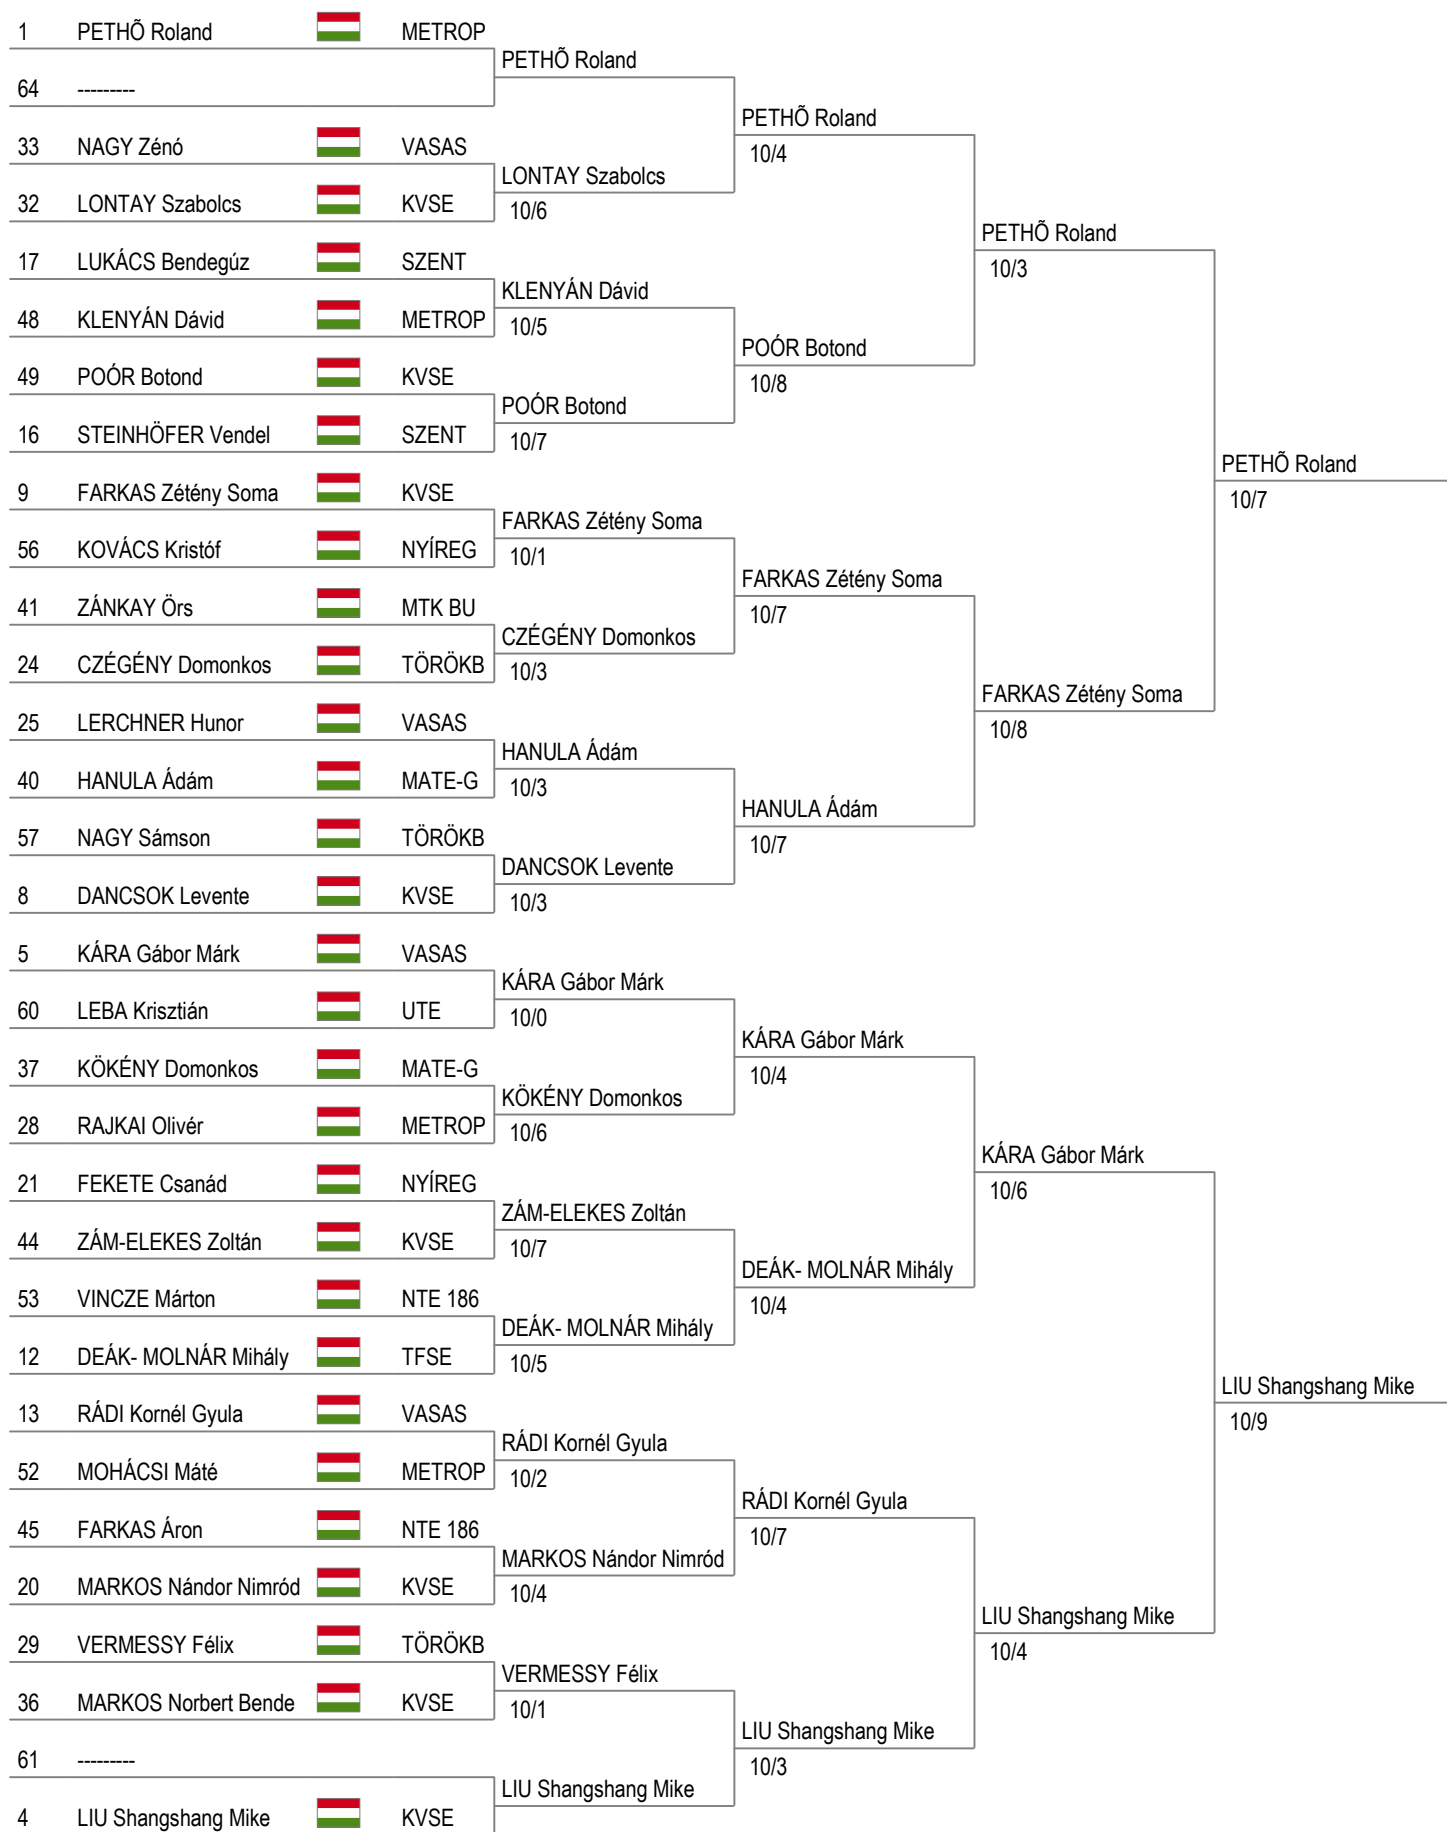 1 PETHÕ Roland METROP
64 ---------
33 NAGY Zénó VASAS
32 LONTAY Szabolcs KVSE
17 LUKÁCS Bendegúz SZENT
48 KLENYÁN Dávid METROP
49 POÓR Botond KVSE
16 STEINHÖFER Vendel SZENT
9 FARKAS Zétény Soma KVSE
56 KOVÁCS Kristóf NYÍREG
41 ZÁNKAY Örs MTK BU
24 CZÉGÉNY Domonkos TÖRÖKB
25 LERCHNER Hunor VASAS
40 HANULA Ádám MATE-G
57 NAGY Sámson TÖRÖKB
8 DANCSOK Levente KVSE
5 KÁRA Gábor Márk VASAS
60 LEBA Krisztián UTE
37 KÖKÉNY Domonkos MATE-G
28 RAJKAI Olivér METROP
21 FEKETE Csanád NYÍREG
44 ZÁM-ELEKES Zoltán KVSE
53 VINCZE Márton NTE 186
12 DEÁK- MOLNÁR Mihály TFSE
13 RÁDI Kornél Gyula VASAS
52 MOHÁCSI Máté METROP
45 FARKAS Áron NTE 186
20 MARKOS Nándor Nimród KVSE
29 VERMESSY Félix TÖRÖKB
36 MARKOS Norbert Bende KVSE
61 ---------
4 LIU Shangshang Mike KVSE
PETHÕ Roland
LONTAY Szabolcs
10/6
KLENYÁN Dávid
10/5
POÓR Botond
10/7
FARKAS Zétény Soma
10/1
CZÉGÉNY Domonkos
10/3
HANULA Ádám
10/3
DANCSOK Levente
10/3
KÁRA Gábor Márk
10/0
KÖKÉNY Domonkos
10/6
ZÁM-ELEKES Zoltán
10/7
DEÁK- MOLNÁR Mihály
10/5
RÁDI Kornél Gyula
10/2
MARKOS Nándor Nimród
10/4
VERMESSY Félix
10/1
LIU Shangshang Mike
PETHÕ Roland
10/4
POÓR Botond
10/8
FARKAS Zétény Soma
10/7
HANULA Ádám
10/7
KÁRA Gábor Márk
10/4
DEÁK- MOLNÁR Mihály
10/4
RÁDI Kornél Gyula
10/7
LIU Shangshang Mike
10/3
PETHÕ Roland
10/3
FARKAS Zétény Soma
10/8
KÁRA Gábor Márk
10/6
LIU Shangshang Mike
10/4
PETHÕ Roland
10/7
LIU Shangshang Mike
10/9